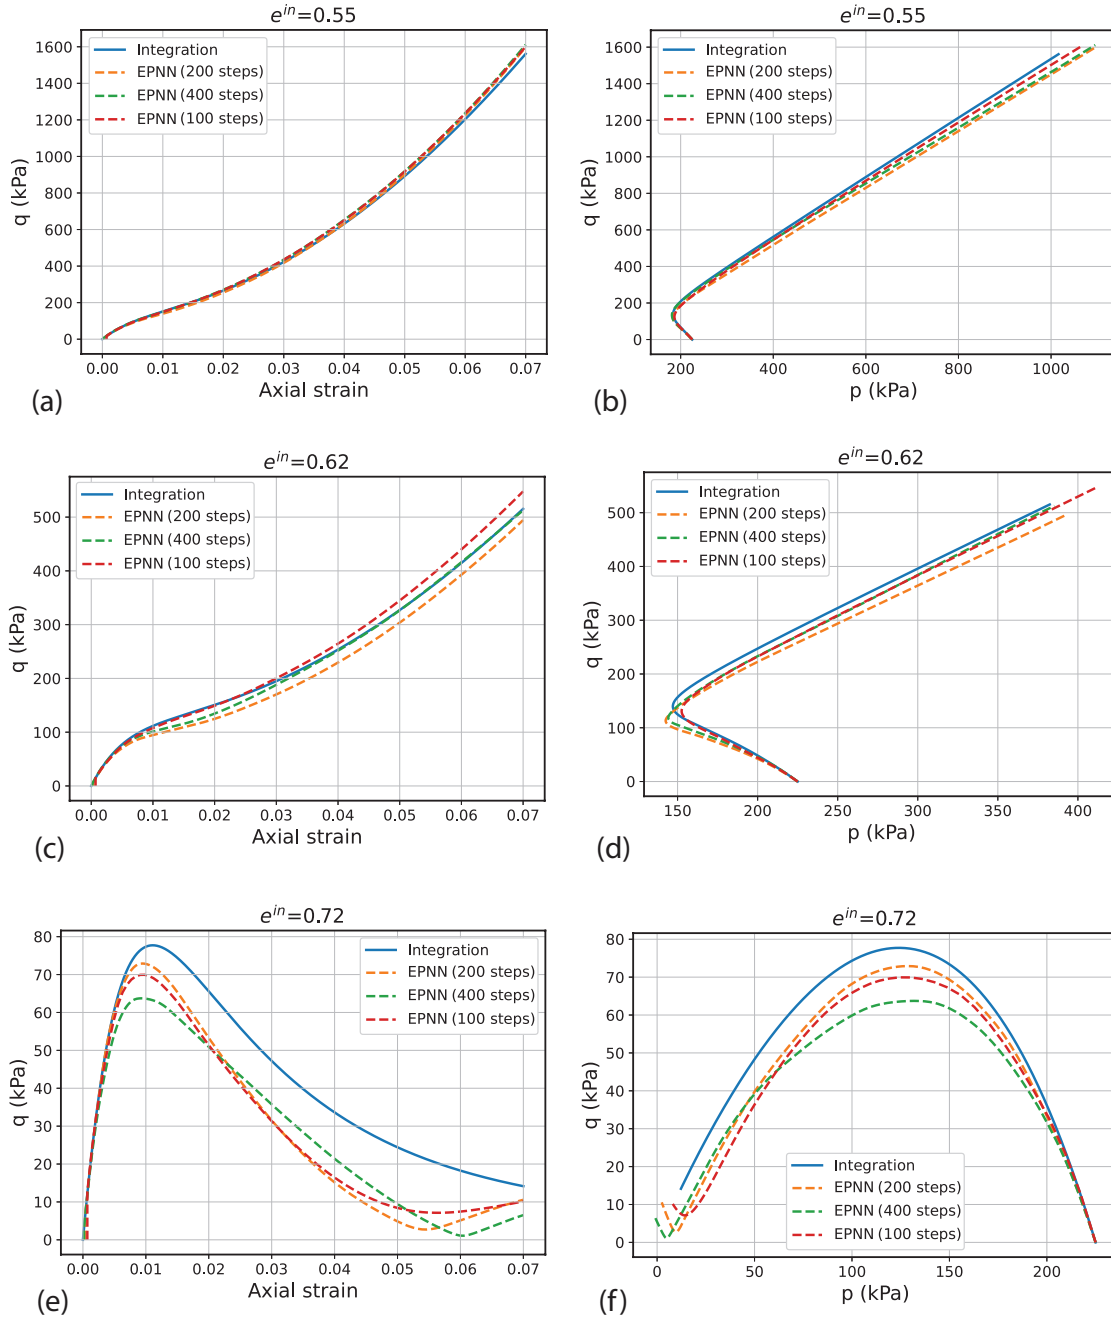 e^in=0.55
1600
1400
1200
1000
800
600
400
200
0
q (kPa)
Integration
EPNN (200 steps)
EPNN (400 steps)
EPNN (100 steps)
0.00 0.01 0.02 0.03 0.04 0.05 0.06 0.07
Axial strain
(a)
e^in=0.55
1600
1400
1200
1000
800
600
400
200
0
q (kPa)
Integration
EPNN (200 steps)
EPNN (400 steps)
EPNN (100 steps)
200 400 600 800 1000
p (kPa)
(b)
e^in=0.62
500
400
300
200
100
0
q (kPa)
Integration
EPNN (200 steps)
EPNN (400 steps)
EPNN (100 steps)
0.00 0.01 0.02 0.03 0.04 0.05 0.06 0.07
Axial strain
(c)
e^in=0.62
500
400
300
200
100
0
q (kPa)
Integration
EPNN (200 steps)
EPNN (400 steps)
EPNN (100 steps)
150 200 250 300 350 400
p (kPa)
(d)
e^in=0.72
80
70
60
50
40
30
20
10
0
q (kPa)
Integration
EPNN (200 steps)
EPNN (400 steps)
EPNN (100 steps)
0.00 0.01 0.02 0.03 0.04 0.05 0.06 0.07
Axial strain
(e)
e^in=0.72
80
70
60
50
40
30
20
10
0
q (kPa)
Integration
EPNN (200 steps)
EPNN (400 steps)
EPNN (100 steps)
0 50 100 150 200
p (kPa)
(f)